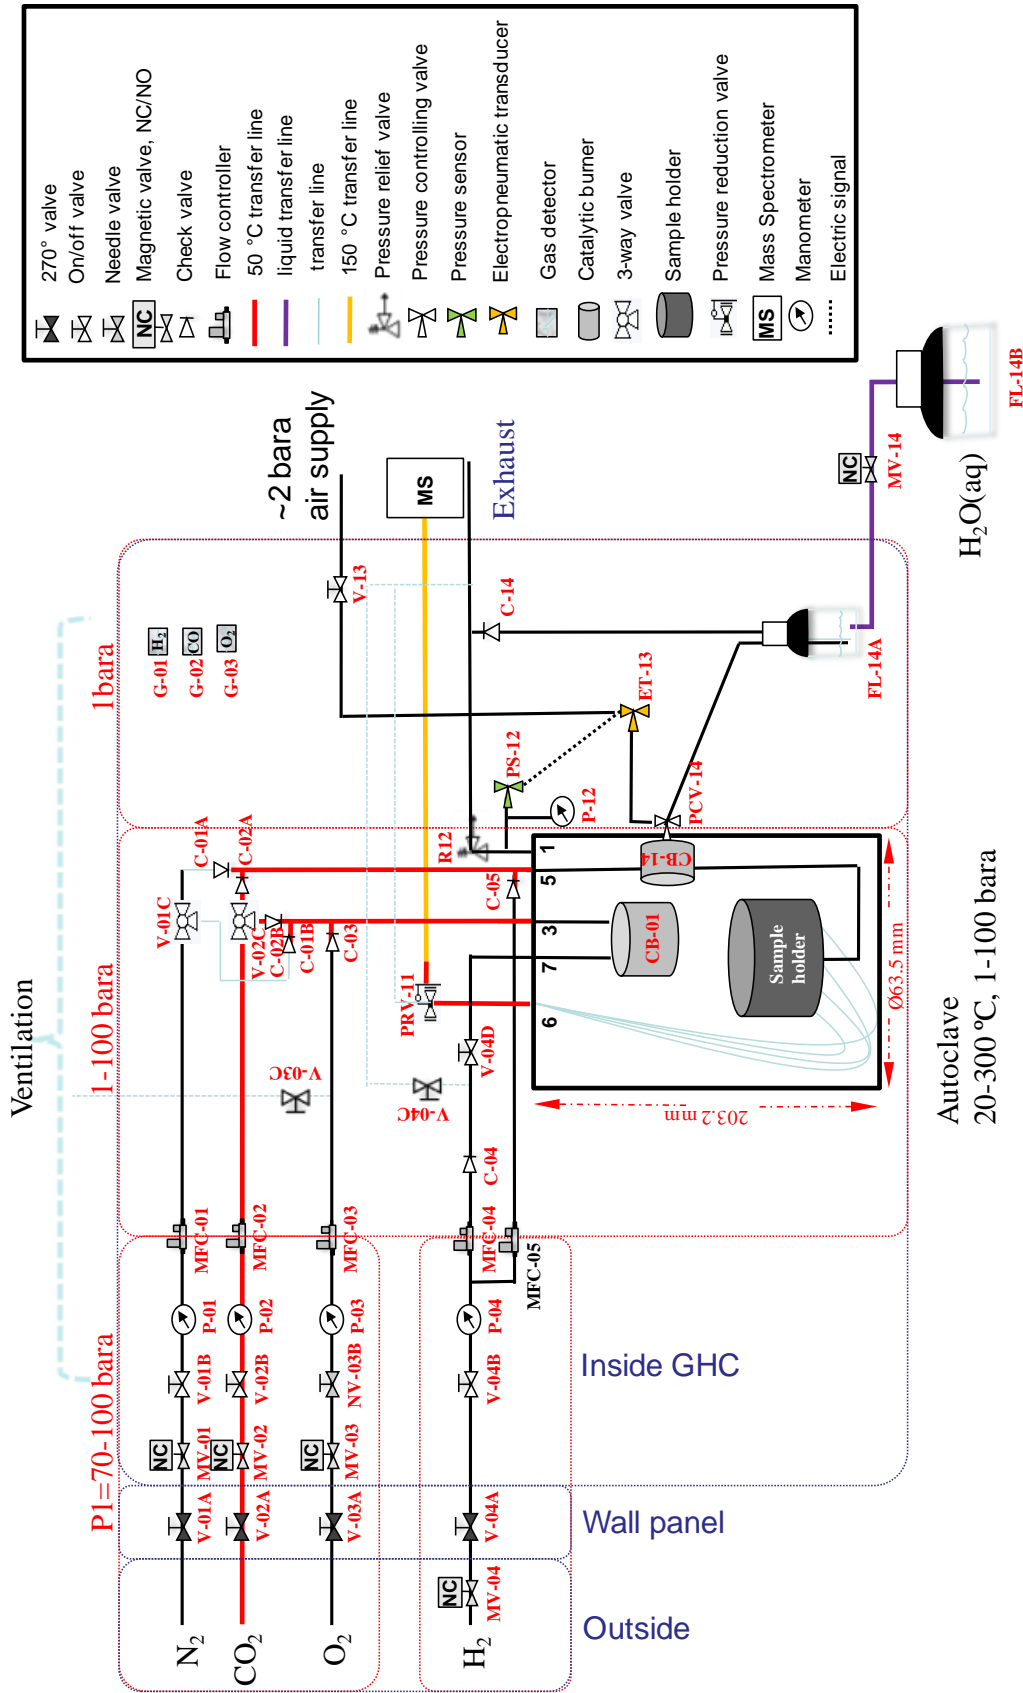 270° valve
On/off valve
Needle valve
NC
Magnetic valve, NC/NO
Check valve
Flow controller
50 °C transfer line
liquid transfer line
transfer line
150 °C transfer line
Pressure relief valve
Pressure controlling valve
Pressure sensor
Electropneumatic transducer
Gas detector
Catalytic burner
3-way valve
Sample holder
Pressure reduction valve
MS
Mass Spectrometer
Manometer
Electric signal
Ventilation
P1=70-100 bara
1-100 bara
1bara
N₂
V-01A
NC
MV-01
V-01B
P-01
MFC-01
V-01C
C-01A
CO₂
V-02A
NC
MV-02
V-02B
P-02
MFC-02
V-02C
C-02A
C-02B
C-01B
O₂
V-03A
NC
MV-03
NV-03B
P-03
MFC-03
V-03C
C-03
H₂
NC
MV-04
V-04A
V-04B
P-04
MFC-04
MFC-05
C-04
V-04C
V-04D
C-05
PRV-11
R12
G-01
H₂
G-02
CO
G-03
O₂
~2 bara
air supply
V-13
MS
Exhaust
C-14
PS-12
P-12
ET-13
PCV-14
FL-14A
NC
MV-14
H₂O(aq)
FL-14B
6
7
3
5
1
CB-01
CB-14
Sample
holder
203.2 mm
Ø63.5 mm
Autoclave
20-300 ºC, 1-100 bara
Outside
Wall panel
Inside GHC